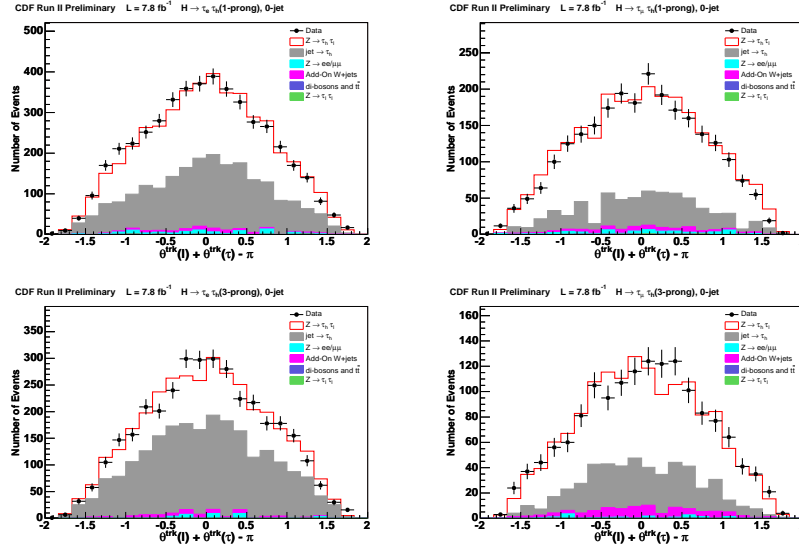 CDF Run II Preliminary L = 7.8 fb⁻¹ H → τₑ τₕ(1-prong), 0-jet
Number of Events
500
400
300
200
100
0
Data
Z → τₕ τₗ
jet → τₕ
Z → ee/μμ
Add-On W+jets
di-bosons and tt̄
Z → τₗ τₗ
-2 -1.5 -1 -0.5 0 0.5 1 1.5 2
θᵗʳᵏ(l) + θᵗʳᵏ(τ) - π
CDF Run II Preliminary L = 7.8 fb⁻¹ H → τ_μ τₕ(1-prong), 0-jet
Number of Events
250
200
150
100
50
0
Data
Z → τₕ τₗ
jet → τₕ
Z → ee/μμ
Add-On W+jets
di-bosons and tt̄
Z → τₗ τₗ
-2 -1.5 -1 -0.5 0 0.5 1 1.5 2
θᵗʳᵏ(l) + θᵗʳᵏ(τ) - π
CDF Run II Preliminary L = 7.8 fb⁻¹ H → τₑ τₕ(3-prong), 0-jet
Number of Events
350
300
250
200
150
100
50
0
Data
Z → τₕ τₗ
jet → τₕ
Z → ee/μμ
Add-On W+jets
di-bosons and tt̄
Z → τₗ τₗ
-2 -1.5 -1 -0.5 0 0.5 1 1.5 2
θᵗʳᵏ(l) + θᵗʳᵏ(τ) - π
CDF Run II Preliminary L = 7.8 fb⁻¹ H → τ_μ τₕ(3-prong), 0-jet
Number of Events
140
120
100
80
60
40
20
0
Data
Z → τₕ τₗ
jet → τₕ
Z → ee/μμ
Add-On W+jets
di-bosons and tt̄
Z → τₗ τₗ
-2 -1.5 -1 -0.5 0 0.5 1 1.5 2
θᵗʳᵏ(l) + θᵗʳᵏ(τ) - π